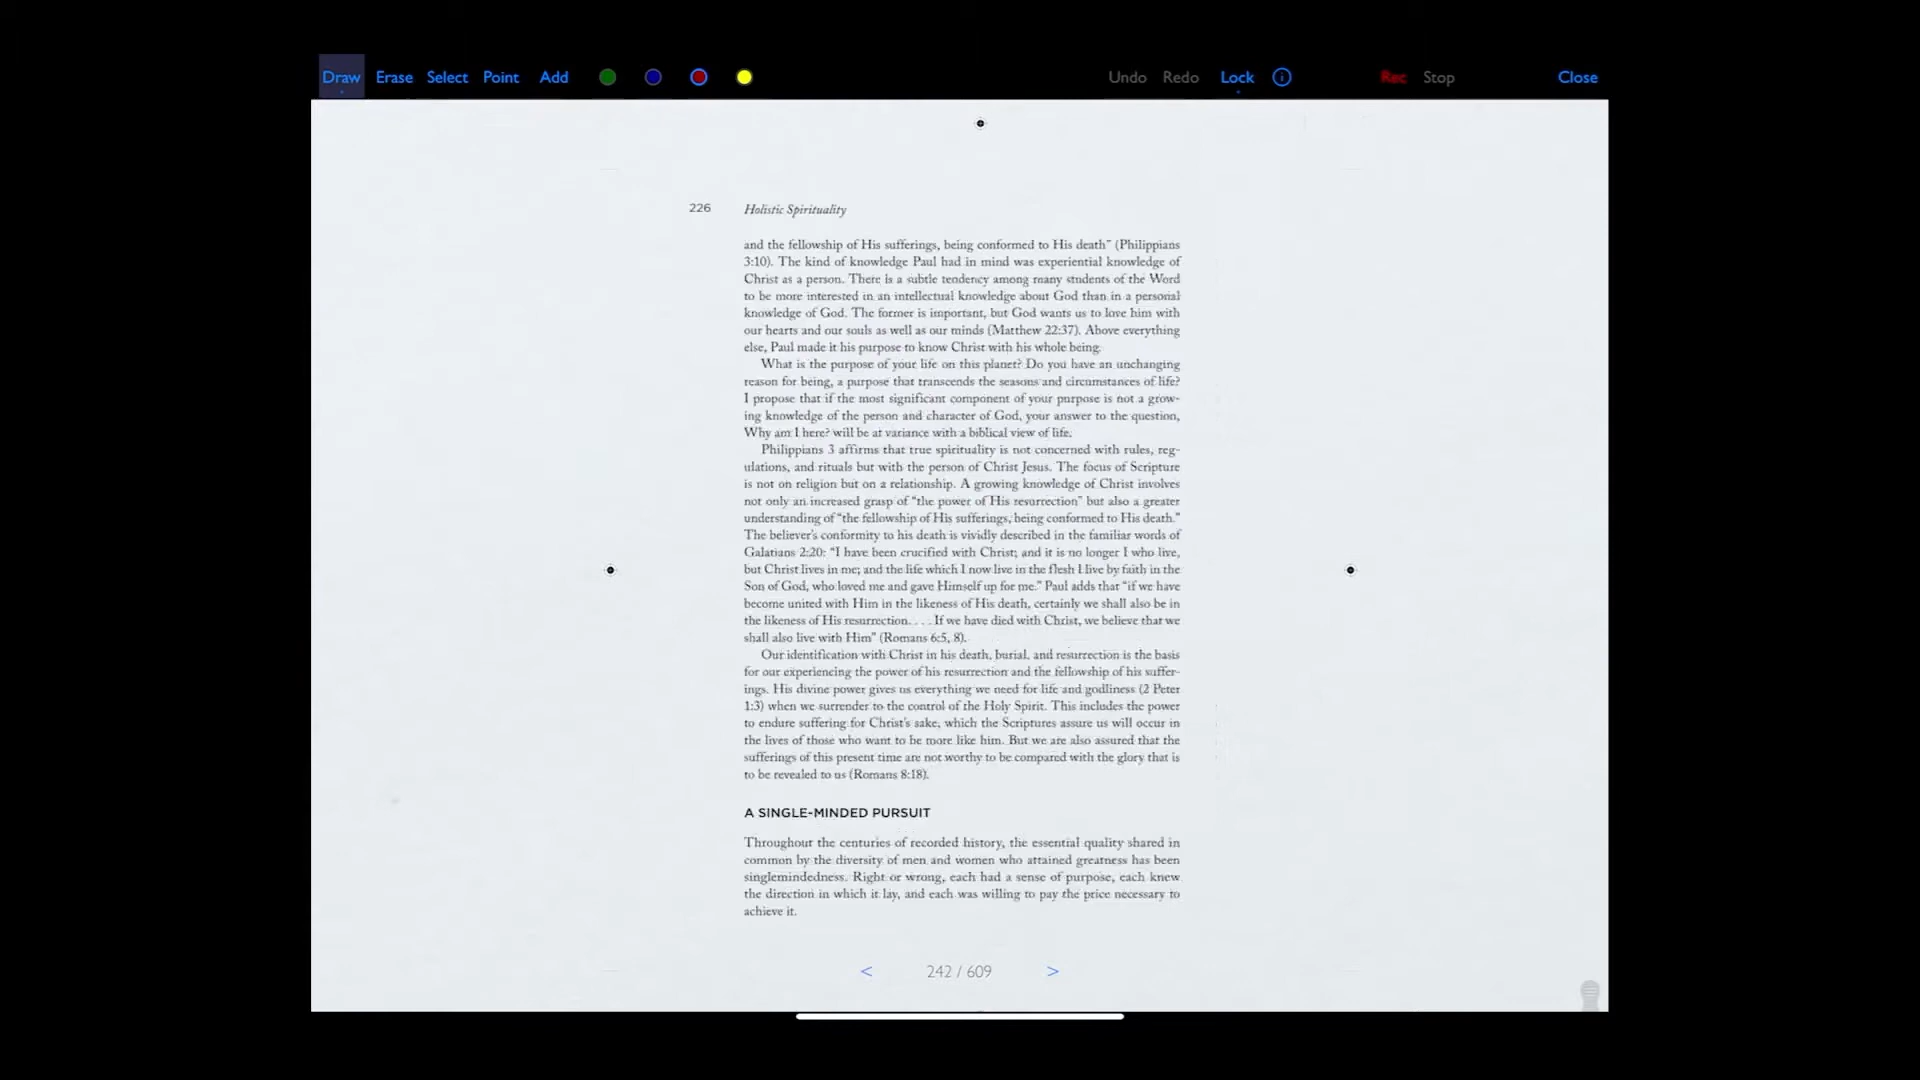 Draw Erase Select Point Add Undo Redo Lock Rec Stop Close
226 Holistic Spirituality
and the fellowship of His sufferings, being conformed to His death” (Philippians
3:10). The kind of knowledge Paul had in mind was experiential knowledge of
Christ as a person. There is a subtle tendency among many students of the Word
to be more interested in an intellectual knowledge about God than in a personal
knowledge of God. The former is important, but God wants us to love him with
our hearts and our souls as well as our minds (Matthew 22:37). Above everything
else, Paul made it his purpose to know Christ with his whole being.
What is the purpose of your life on this planet? Do you have an unchanging
reason for being, a purpose that transcends the seasons and circumstances of life?
I propose that if the most significant component of your purpose is not a grow-
ing knowledge of the person and character of God, your answer to the question,
Why am I here? will be at variance with a biblical view of life.
Philippians 3 affirms that true spirituality is not concerned with rules, reg-
ulations, and rituals but with the person of Christ Jesus. The focus of Scripture
is not on religion but on a relationship. A growing knowledge of Christ involves
not only an increased grasp of “the power of His resurrection” but also a greater
understanding of “the fellowship of His sufferings, being conformed to His death.”
The believer’s conformity to his death is vividly described in the familiar words of
Galatians 2:20: “I have been crucified with Christ; and it is no longer I who live,
but Christ lives in me; and the life which I now live in the flesh I live by faith in the
Son of God, who loved me and gave Himself up for me.” Paul adds that “if we have
become united with Him in the likeness of His death, certainly we shall also be in
the likeness of His resurrection. . . . If we have died with Christ, we believe that we
shall also live with Him” (Romans 6:5, 8).
Our identification with Christ in his death, burial, and resurrection is the basis
for our experiencing the power of his resurrection and the fellowship of his suffer-
ings. His divine power gives us everything we need for life and godliness (2 Peter
1:3) when we surrender to the control of the Holy Spirit. This includes the power
to endure suffering for Christ’s sake, which the Scriptures assure us will occur in
the lives of those who want to be more like him. But we are also assured that the
sufferings of this present time are not worthy to be compared with the glory that is
to be revealed to us (Romans 8:18).
A SINGLE-MINDED PURSUIT
Throughout the centuries of recorded history, the essential quality shared in
common by the diversity of men and women who attained greatness has been
singlemindedness. Right or wrong, each had a sense of purpose, each knew
the direction in which it lay, and each was willing to pay the price necessary to
achieve it.
< 242 / 609 >